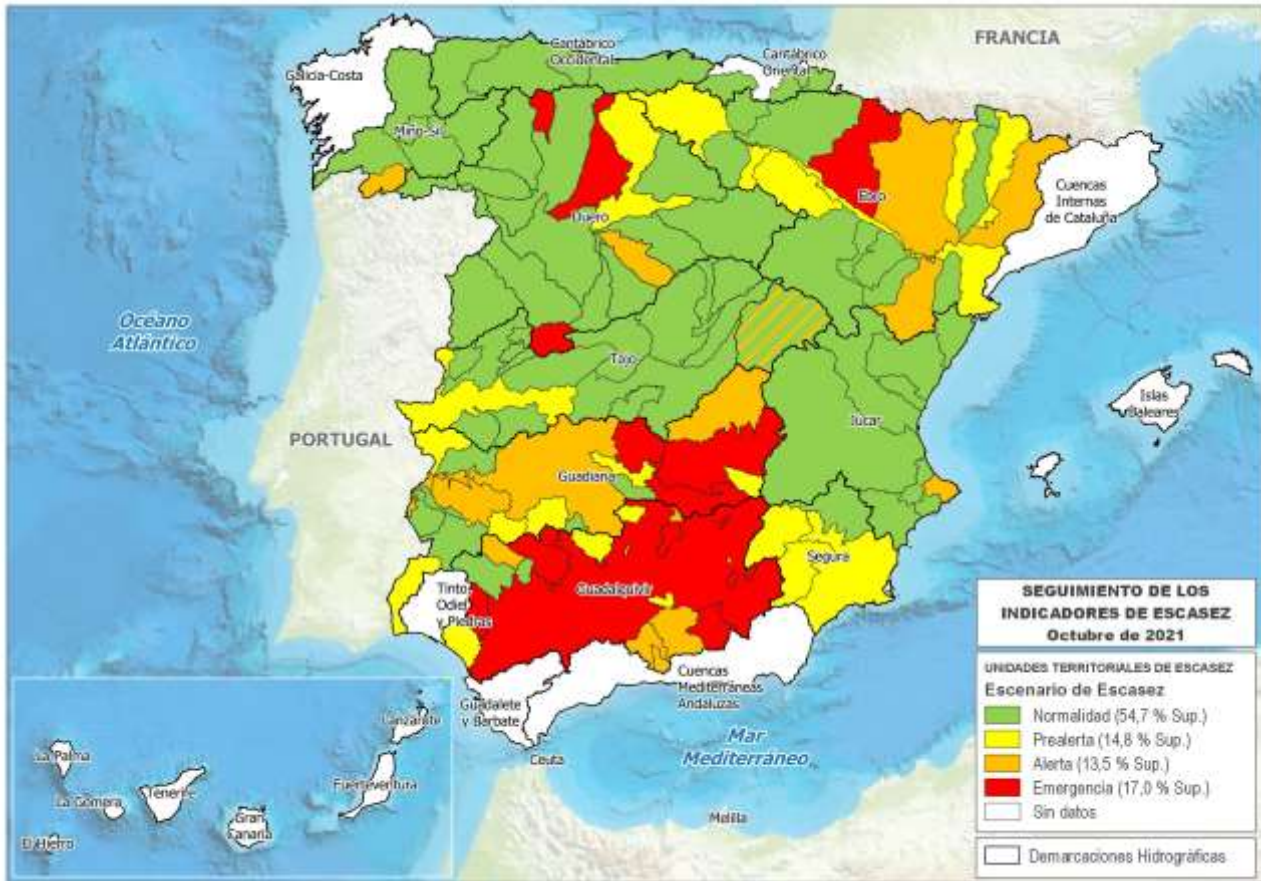 FRANCIA
Cantábrico
Occidental
Cantábrico
Oriental
Galicia-Costa
Miño-Sil
Duero
Ebro
Cuencas
Internas
de Cataluña
Océano
Atlántico
Tajo
Islas
Baleares
Júcar
PORTUGAL
Guadiana
Segura
Guadalquivir
Tinto,
Odiel
y Piedras
Cuencas
Mediterráneas
Andaluzas
Guadalete
y Barbate
Ceuta
Mar
Mediterráneo
Melilla
Lanzarote
La Palma
Fuerteventura
Tenerife
La Gomera
Gran
Canaria
El Hierro
SEGUIMIENTO DE LOS
INDICADORES DE ESCASEZ
Octubre de 2021
UNIDADES TERRITORIALES DE ESCASEZ
Escenario de Escasez
Normalidad (54,7 % Sup.)
Prealerta (14,8 % Sup.)
Alerta (13,5 % Sup.)
Emergencia (17,0 % Sup.)
Sin datos
Demarcaciones Hidrográficas